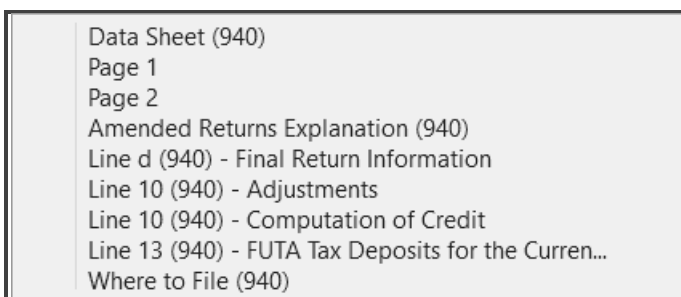 Data Sheet (940)
Page 1
Page 2
Amended Returns Explanation (940)
Line d (940) - Final Return Information
Line 10 (940) - Adjustments
Line 10 (940) - Computation of Credit
Line 13 (940) - FUTA Tax Deposits for the Curren...
Where to File (940)